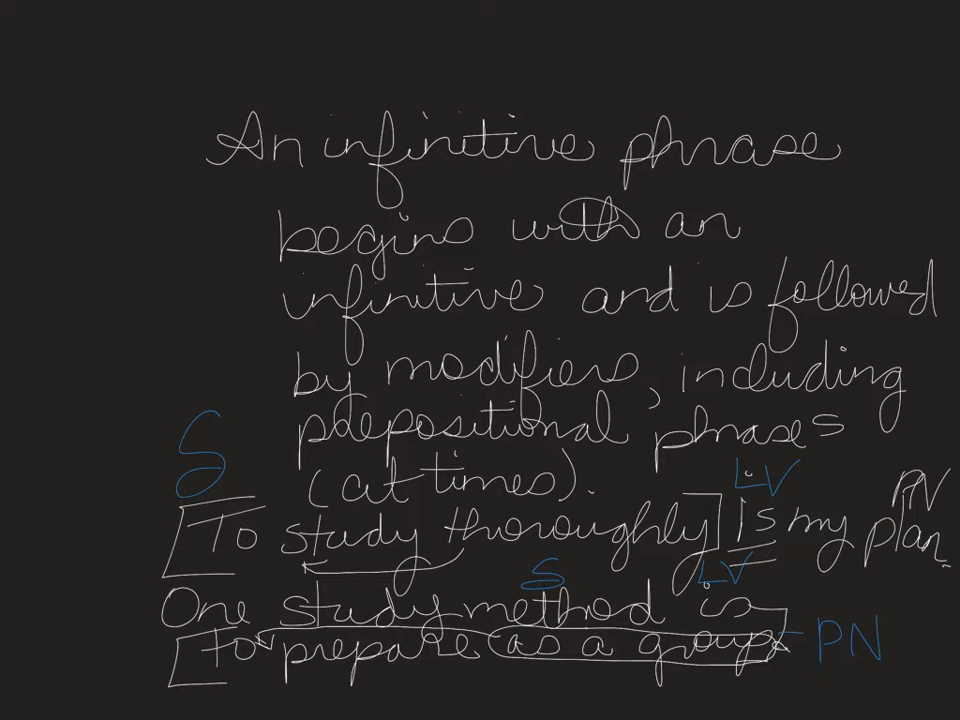 An infinitive phrase
begins with an
infinitive and is followed
by modifiers, including
prepositional phrases
(at times).
S LV PN
[To study thoroughly] is my plan.
S LV
One study method is
[To prepare as a group] PN